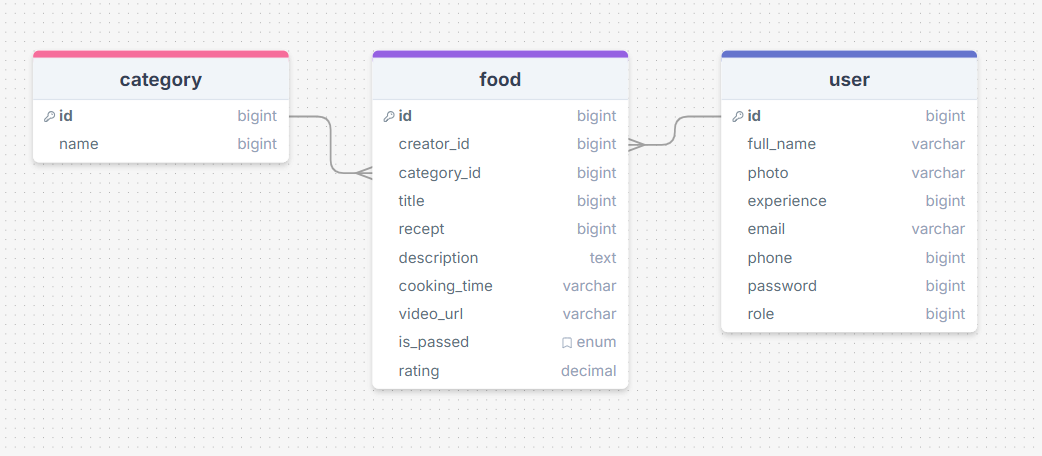 category
id bigint
name bigint
food
id bigint
creator_id bigint
category_id bigint
title bigint
recept bigint
description text
cooking_time varchar
video_url varchar
is_passed enum
rating decimal
user
id bigint
full_name varchar
photo varchar
experience bigint
email varchar
phone bigint
password bigint
role bigint